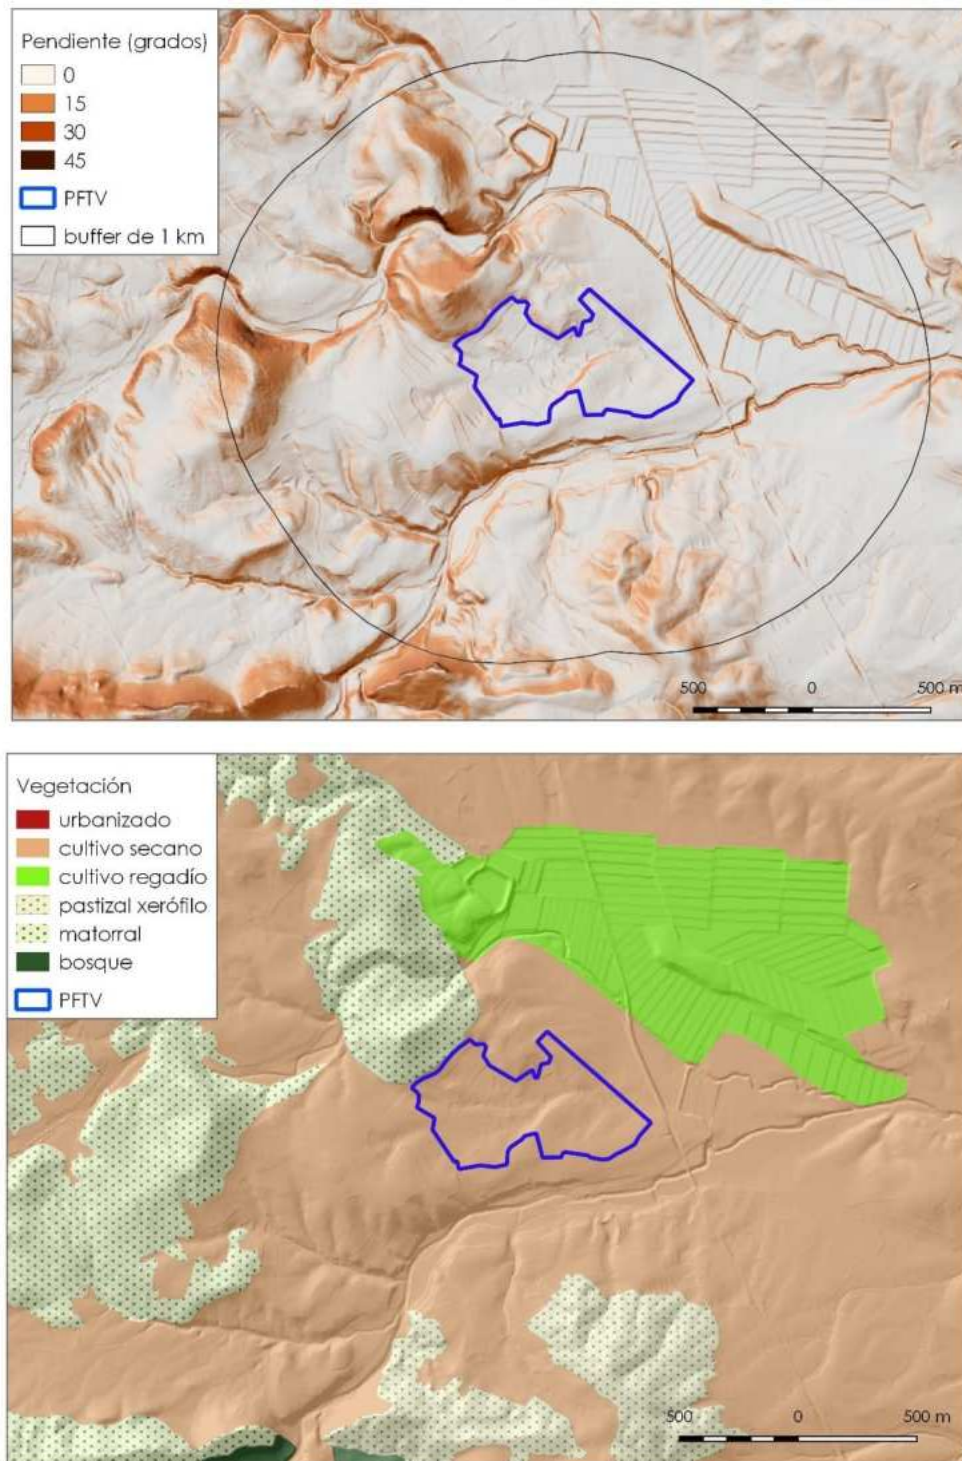 Pendiente (grados)
0
15
30
45
PFTV
buffer de 1 km
500 0 500 m
Vegetación
urbanizado
cultivo secano
cultivo regadío
pastizal xerófilo
matorral
bosque
PFTV
500 0 500 m